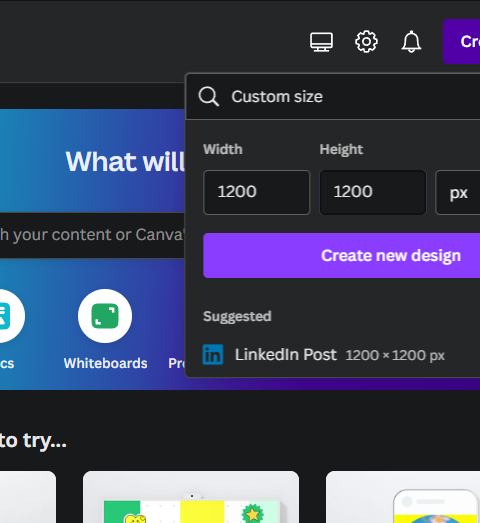 Cre
Custom size
Width Height
1200 1200 px
What will
Create new design
h your content or Canva'
Suggested
in LinkedIn Post 1200 × 1200 px
cs Whiteboards Pr
to try...